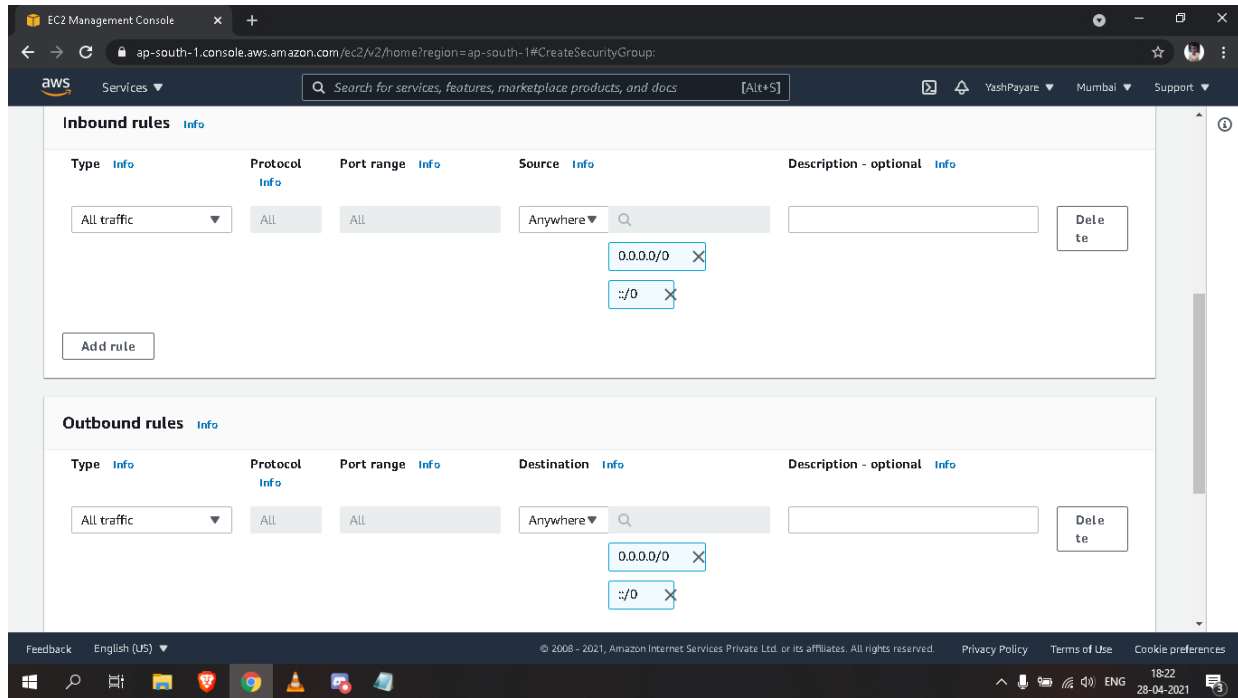 EC2 Management Console
ap-south-1.console.aws.amazon.com/ec2/v2/home?region=ap-south-1#CreateSecurityGroup:
aws Services Search for services, features, marketplace products, and docs [Alt+S] YashPayare Mumbai Support
Inbound rules Info
Type Info Protocol Port range Info Source Info Description - optional Info
Info
All traffic All All Anywhere Dele
te
0.0.0.0/0
::/0
Add rule
Outbound rules Info
Type Info Protocol Port range Info Destination Info Description - optional Info
Info
All traffic All All Anywhere Dele
te
0.0.0.0/0
::/0
Feedback English (US) © 2008 - 2021, Amazon Internet Services Private Ltd. or its affiliates. All rights reserved. Privacy Policy Terms of Use Cookie preferences
18:22
ENG
28-04-2021
3